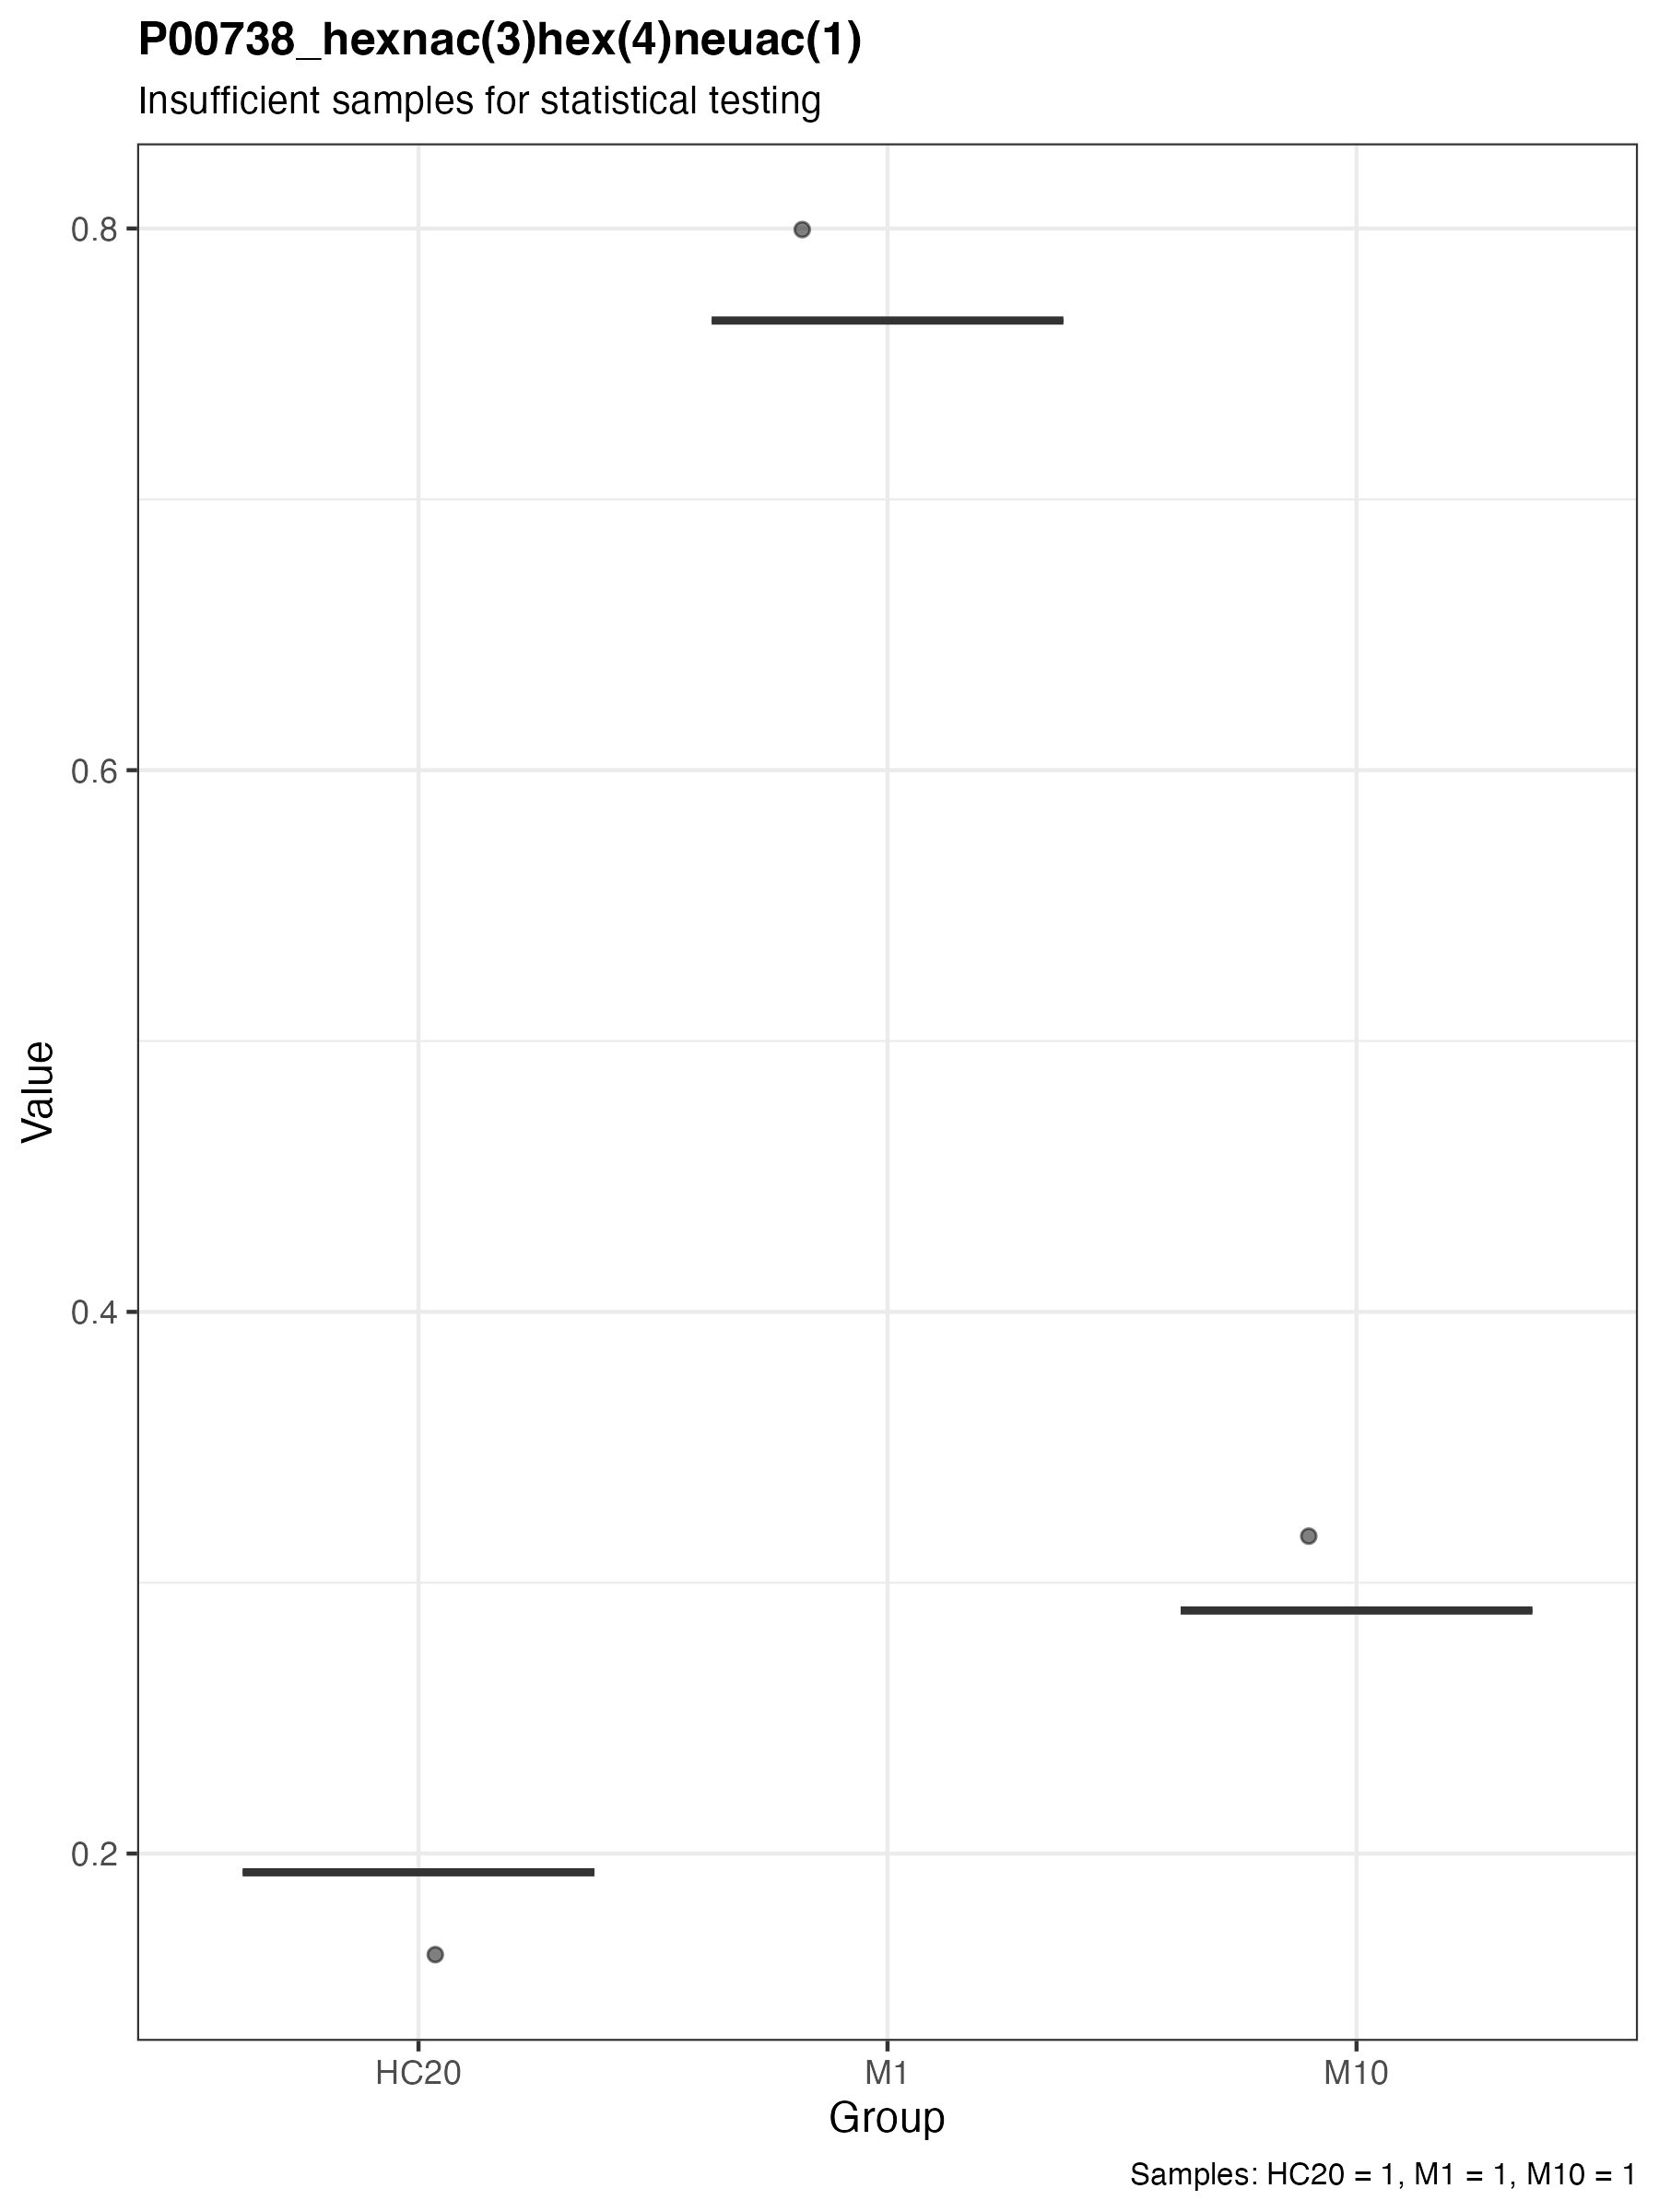 P00738_hexnac(3)hex(4)neuac(1)
Insufficient samples for statistical testing
0.8
0.6
0.4
0.2
Value
HC20 M1 M10
Group
Samples: HC20 = 1, M1 = 1, M10 = 1